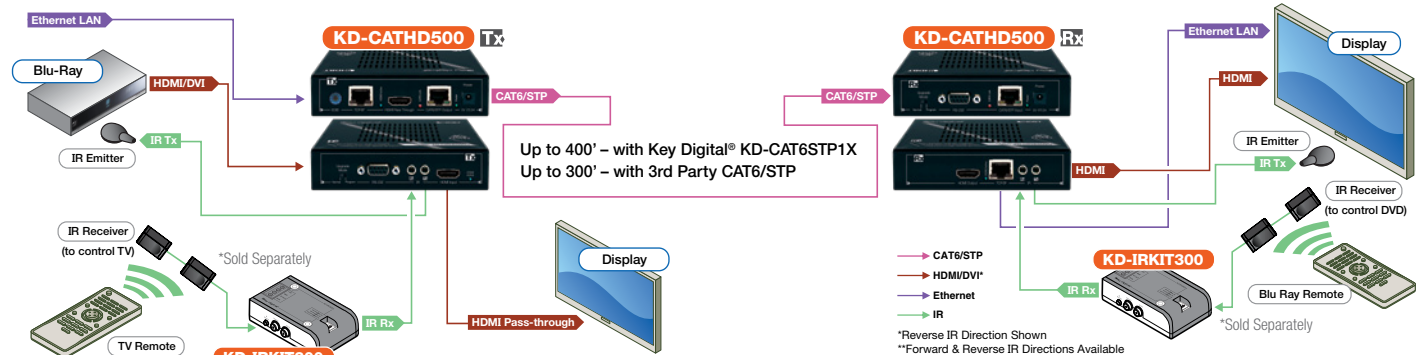 Ethernet LAN
KD-CATHD500 Tx
KD-CATHD500 Rx
Ethernet LAN
Display
Blu-Ray
HDMI/DVI
CAT6/STP
CAT6/STP
HDMI
IR Tx
IR Emitter
Up to 400' – with Key Digital® KD-CAT6STP1X
Up to 300' – with 3rd Party CAT6/STP
HDMI
IR Emitter
IR Tx
IR Receiver
(to control TV)
*Sold Separately
Display
IR Receiver
(to control DVD)
CAT6/STP
HDMI/DVI*
Ethernet
IR
KD-IRKIT300
IR Rx
Blu Ray Remote
*Sold Separately
IR Rx
HDMI Pass-through
TV Remote
*Reverse IR Direction Shown
**Forward & Reverse IR Directions Available